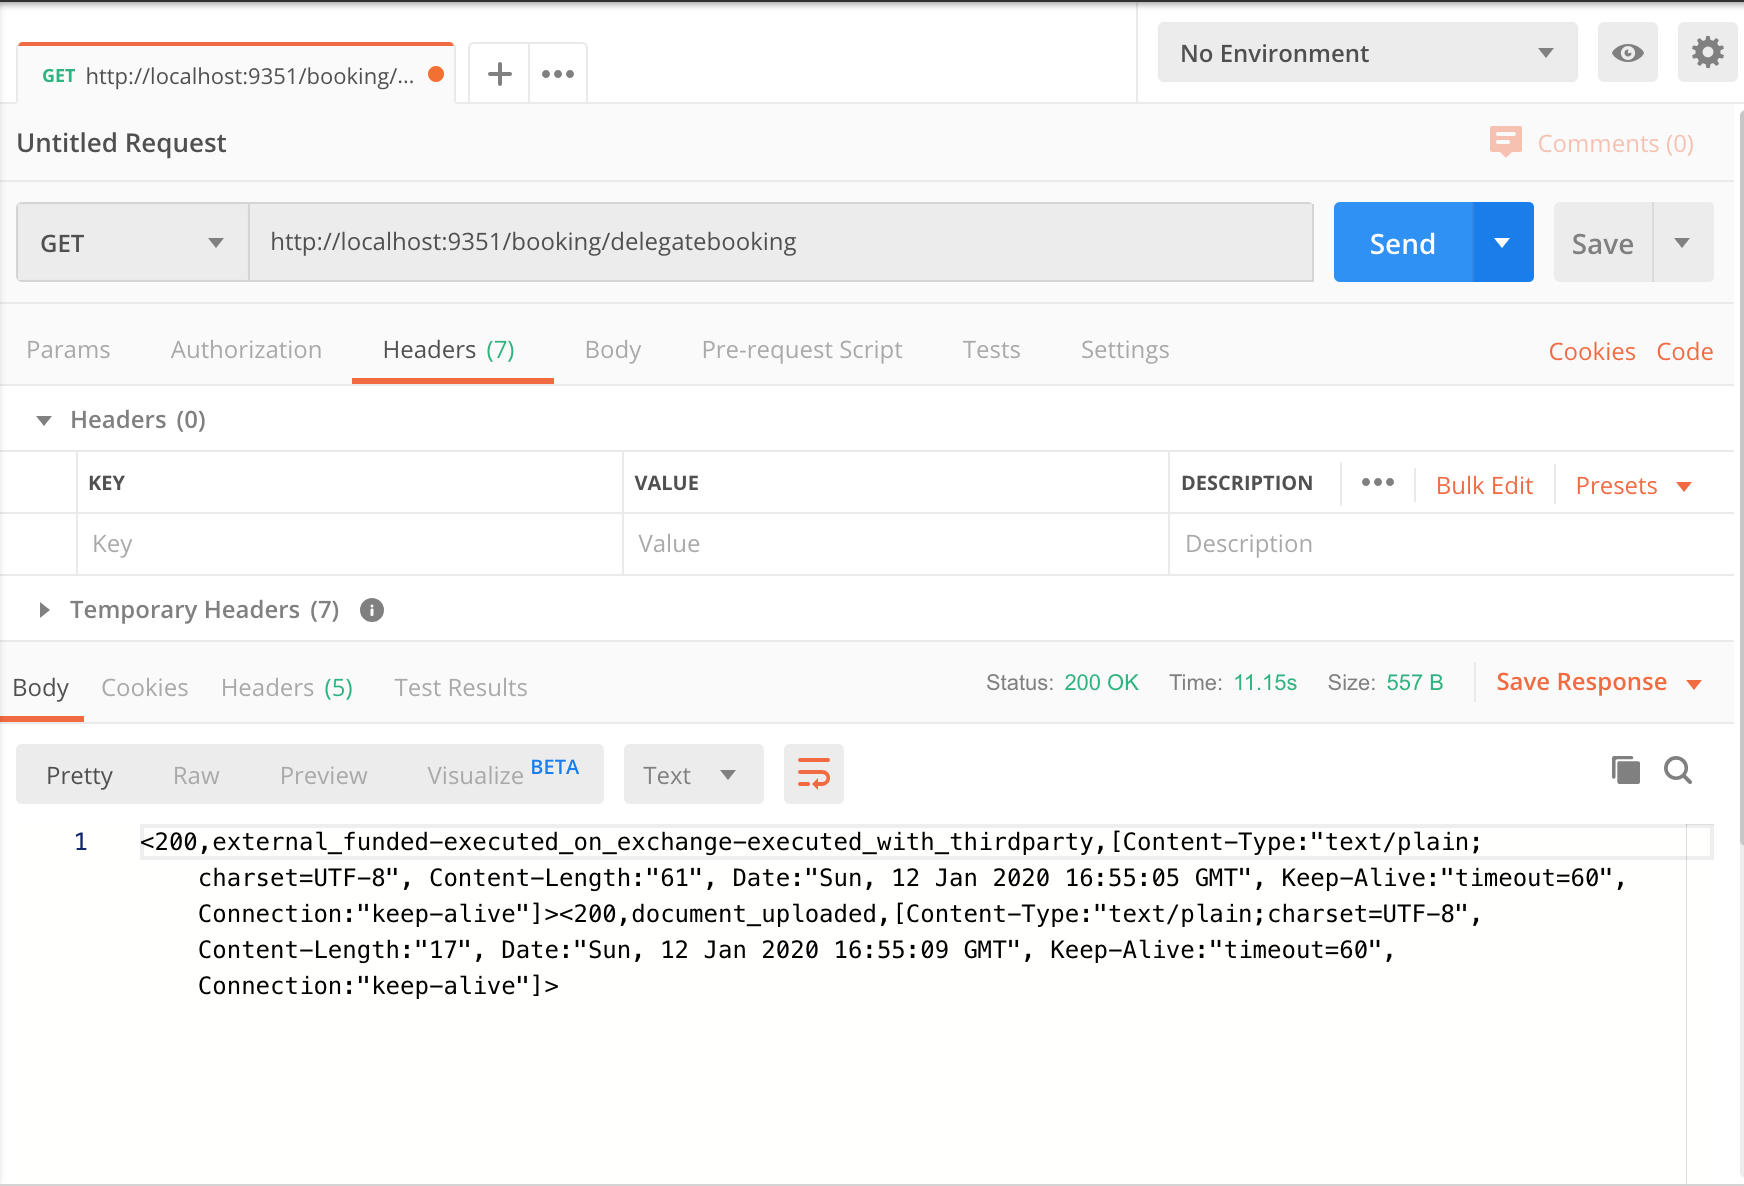 GET http://localhost:9351/booking/...
No Environment
Untitled Request
Comments (0)
GET http://localhost:9351/booking/delegatebooking Send Save
Params Authorization Headers (7) Body Pre-request Script Tests Settings Cookies Code
Headers (0)
KEY VALUE DESCRIPTION Bulk Edit Presets
Key Value Description
Temporary Headers (7)
Body Cookies Headers (5) Test Results Status: 200 OK Time: 11.15s Size: 557 B Save Response
Pretty Raw Preview Visualize BETA Text
1 <200,external_funded-executed_on_exchange-executed_with_thirdparty,[Content-Type:"text/plain;
charset=UTF-8", Content-Length:"61", Date:"Sun, 12 Jan 2020 16:55:05 GMT", Keep-Alive:"timeout=60",
Connection:"keep-alive"]><200,document_uploaded,[Content-Type:"text/plain;charset=UTF-8",
Content-Length:"17", Date:"Sun, 12 Jan 2020 16:55:09 GMT", Keep-Alive:"timeout=60",
Connection:"keep-alive"]>